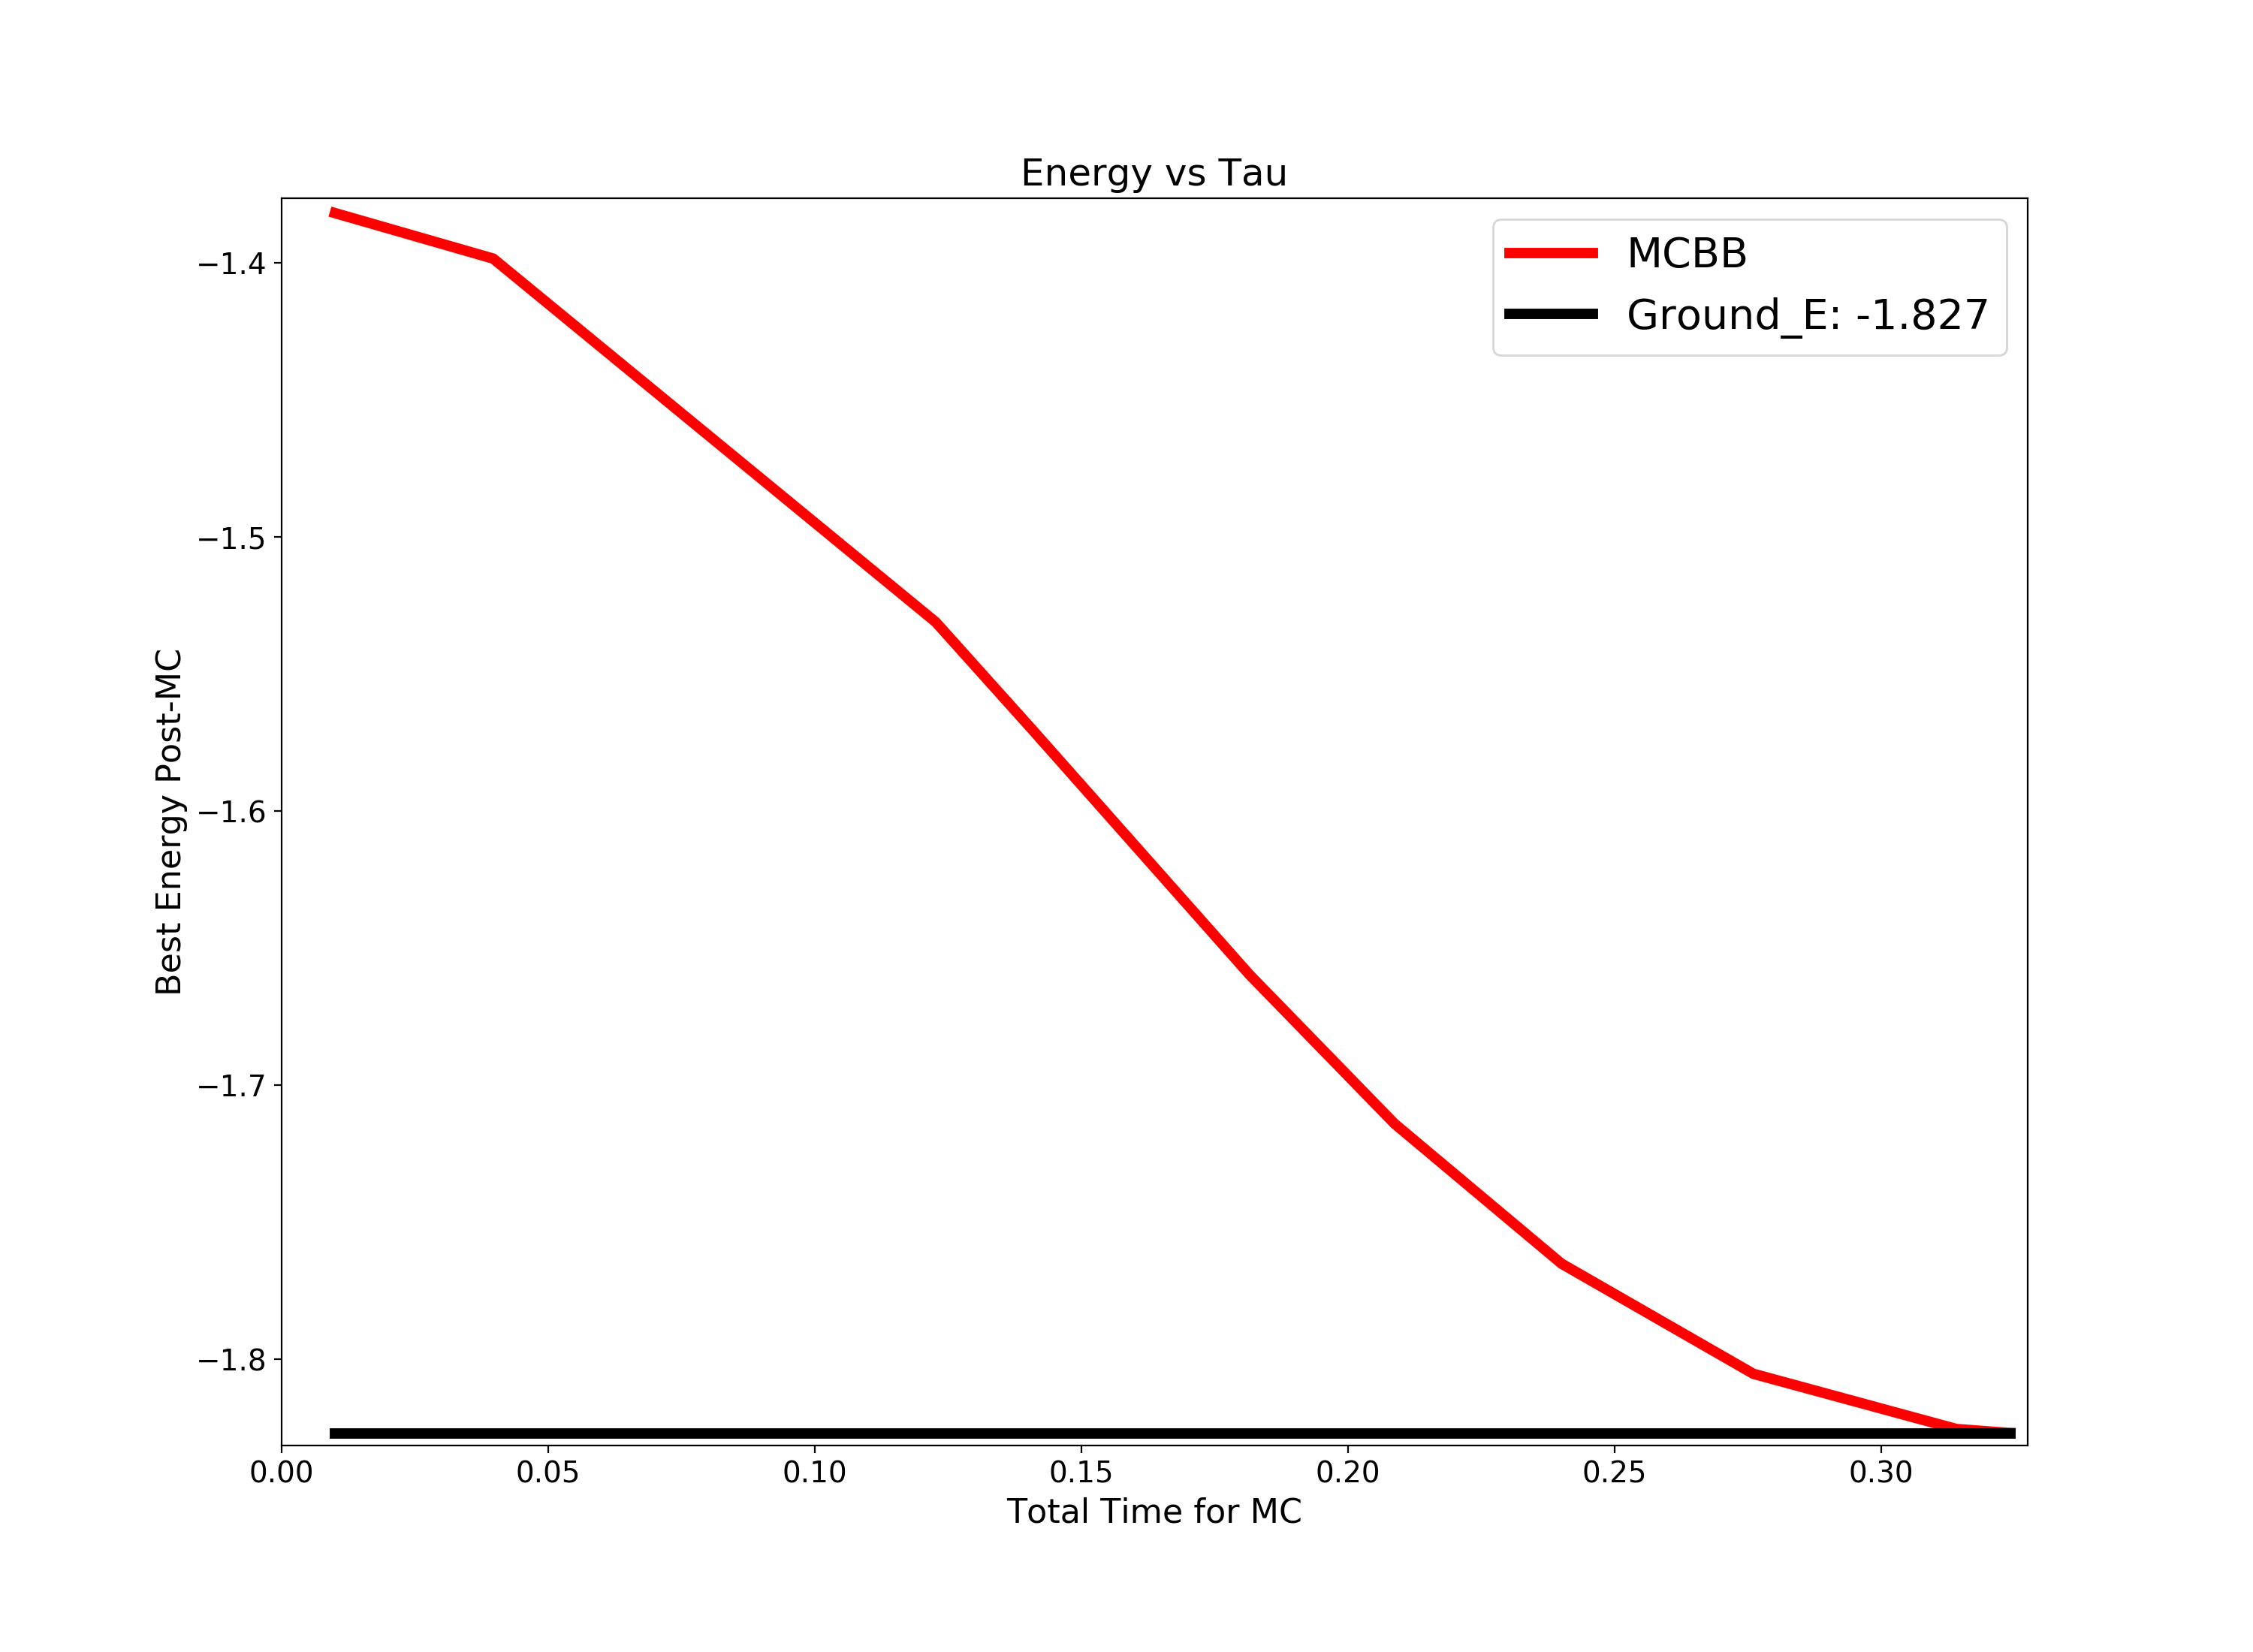 Energy vs Tau
MCBB
Ground_E: -1.827
Best Energy Post-MC
−1.4
−1.5
−1.6
−1.7
−1.8
0.00 0.05 0.10 0.15 0.20 0.25 0.30
Total Time for MC